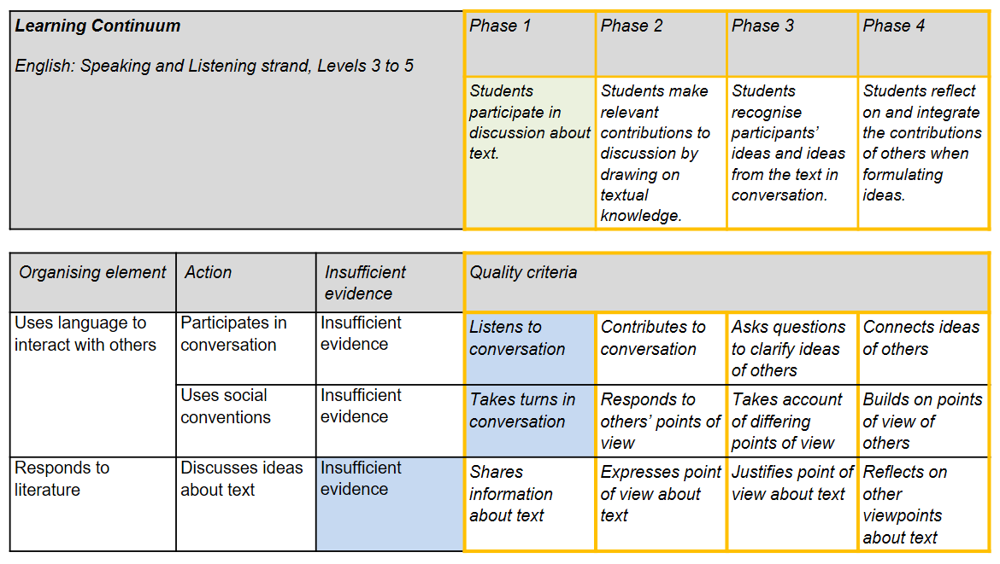 Learning Continuum
English: Speaking and Listening strand, Levels 3 to 5
Phase 1
Phase 2
Phase 3
Phase 4
Students
participate in
discussion about
text.
Students make
relevant
contributions to
discussion by
drawing on
textual
knowledge.
Students
recognise
participants’
ideas and ideas
from the text in
conversation.
Students reflect
on and integrate
the contributions
of others when
formulating
ideas.
Organising element
Action
Insufficient
evidence
Quality criteria
Uses language to
interact with others
Participates in
conversation
Insufficient
evidence
Listens to
conversation
Contributes to
conversation
Asks questions
to clarify ideas
of others
Connects ideas
of others
Uses social
conventions
Insufficient
evidence
Takes turns in
conversation
Responds to
others’ points of
view
Takes account
of differing
points of view
Builds on points
of view of
others
Responds to
literature
Discusses ideas
about text
Insufficient
evidence
Shares
information
about text
Expresses point
of view about
text
Justifies point of
view about text
Reflects on
other
viewpoints
about text